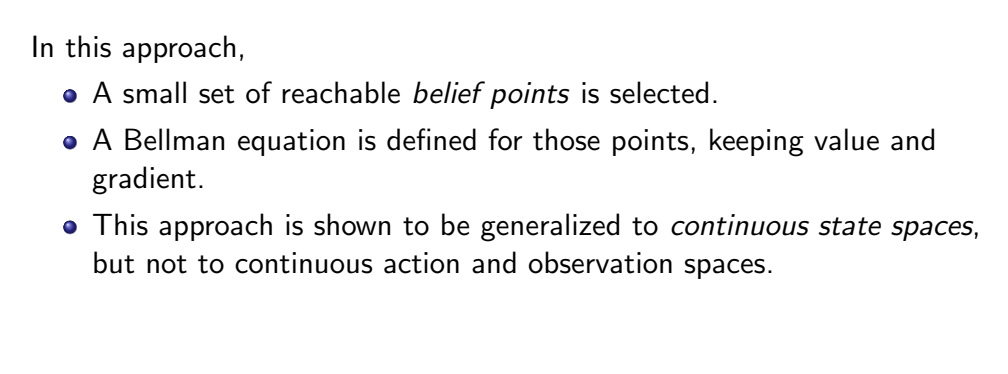 In this approach,
A small set of reachable belief points is selected.
A Bellman equation is defined for those points, keeping value and
gradient.
This approach is shown to be generalized to continuous state spaces,
but not to continuous action and observation spaces.